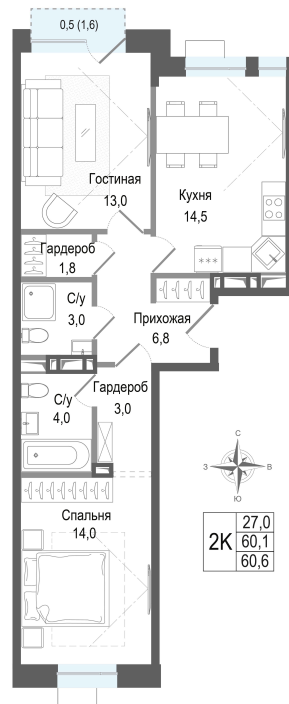 0,5 (1,6)
Гостиная
13,0
Кухня
14,5
Гардероб
1,8
С/у
3,0
Прихожая
6,8
Гардероб
3,0
С/у
4,0
Спальня
14,0
С
З
В
Ю
2К
27,0
60,1
60,6